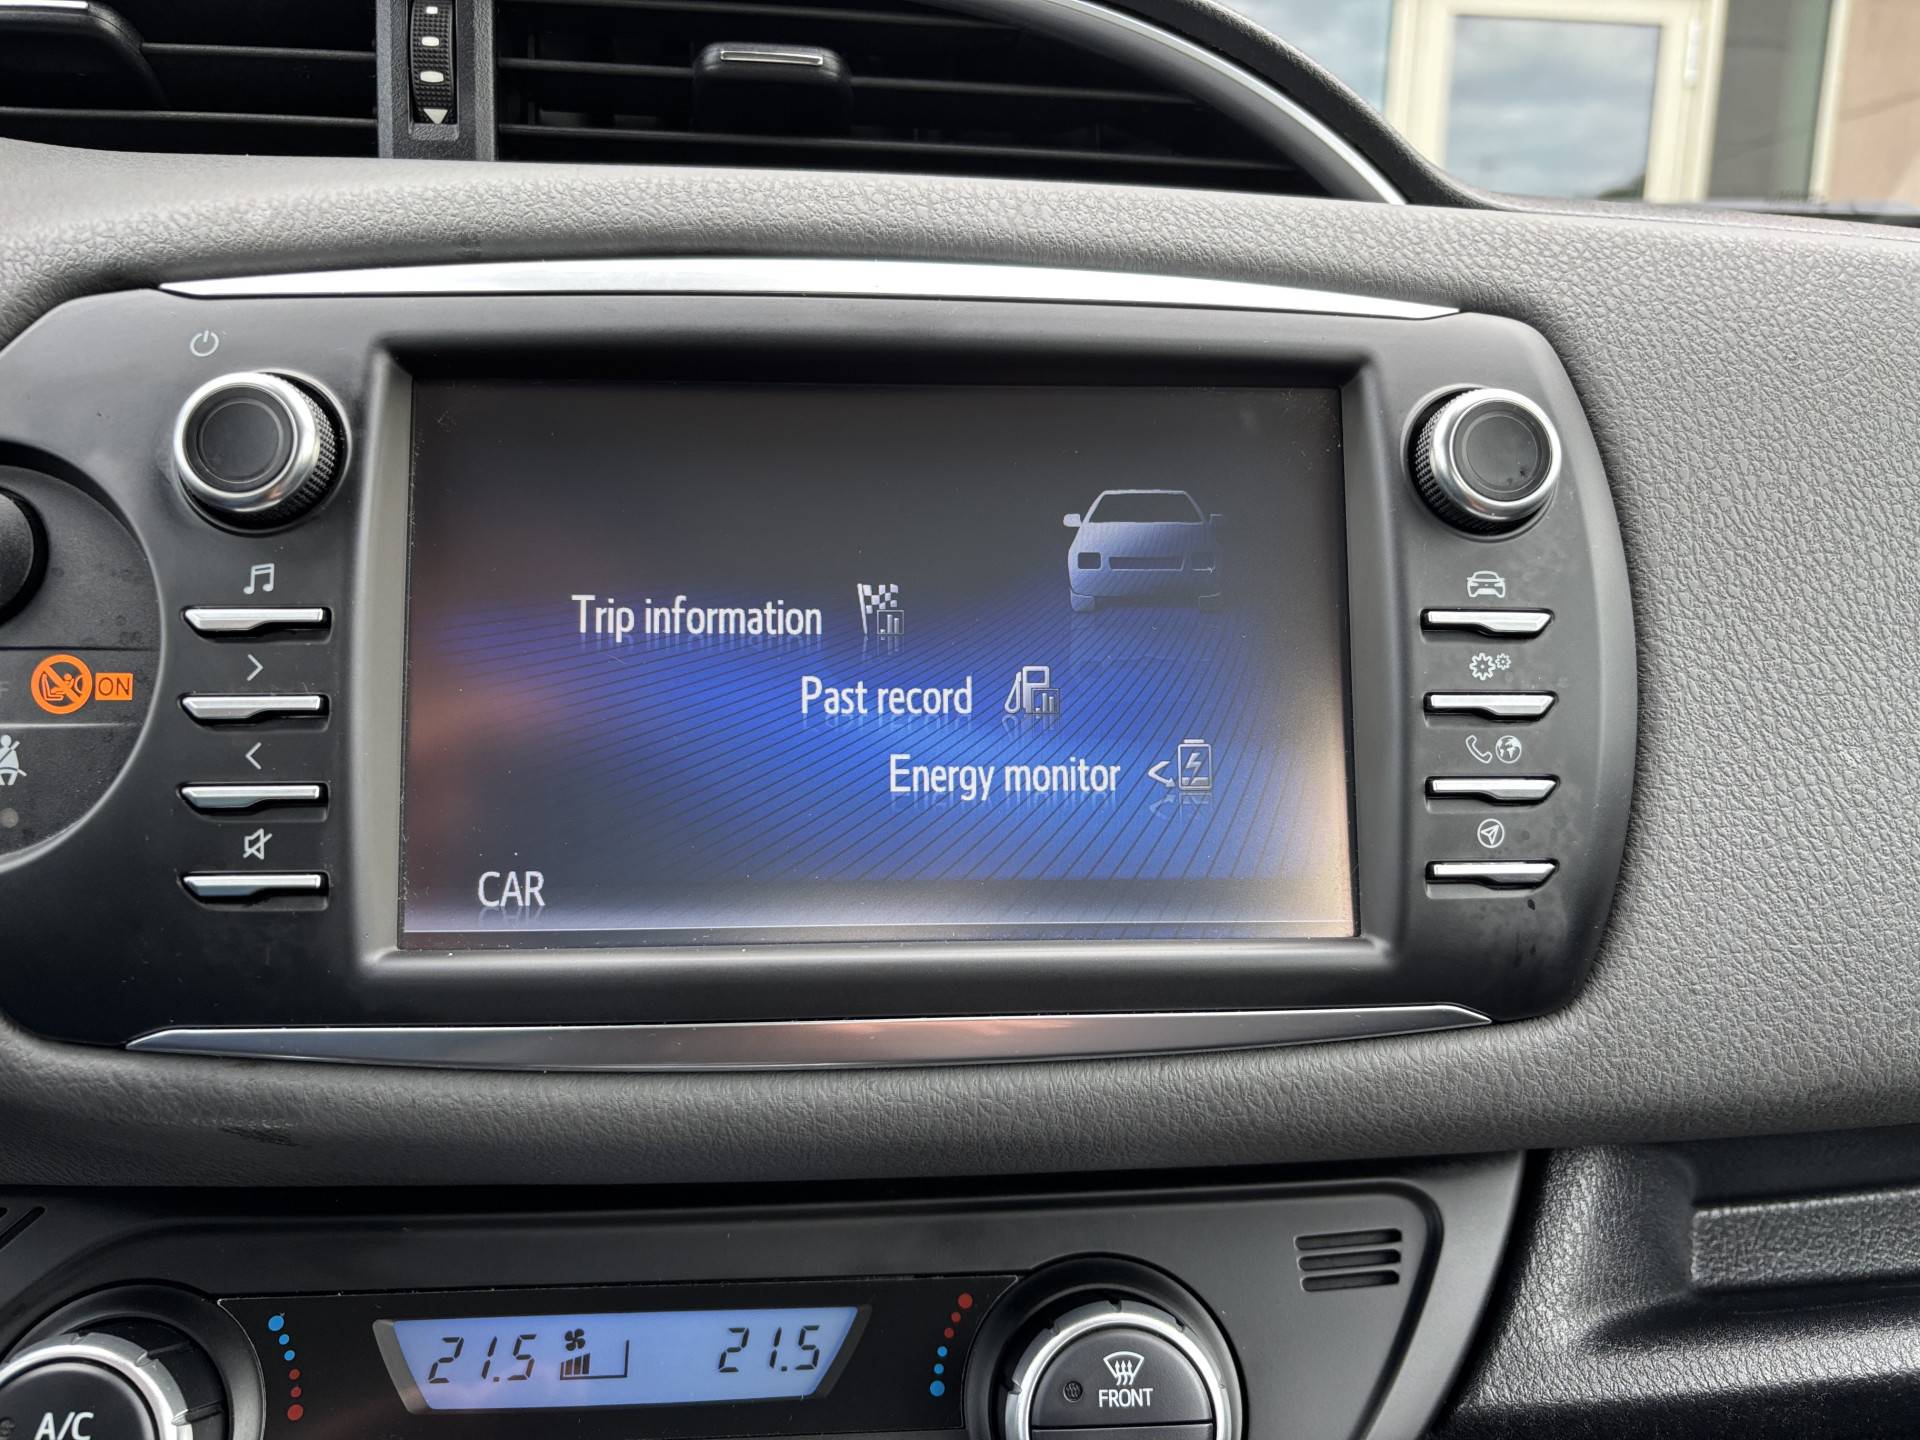 Trip information
Past record
Energy monitor
CAR
ON
21.5
21.5
A/C
FRONT